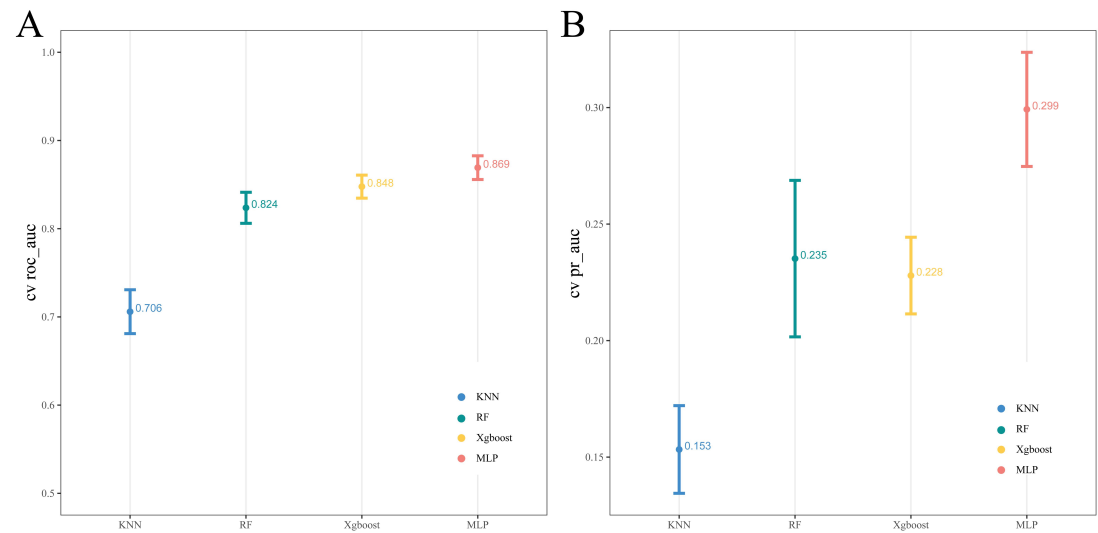 A
cv roc_auc
1.0
0.9
0.8
0.7
0.6
0.5
0.706
0.824
0.848
0.869
KNN
RF
Xgboost
MLP
KNN
RF
Xgboost
MLP
B
cv pr_auc
0.30
0.25
0.20
0.15
0.153
0.235
0.228
0.299
KNN
RF
Xgboost
MLP
KNN
RF
Xgboost
MLP